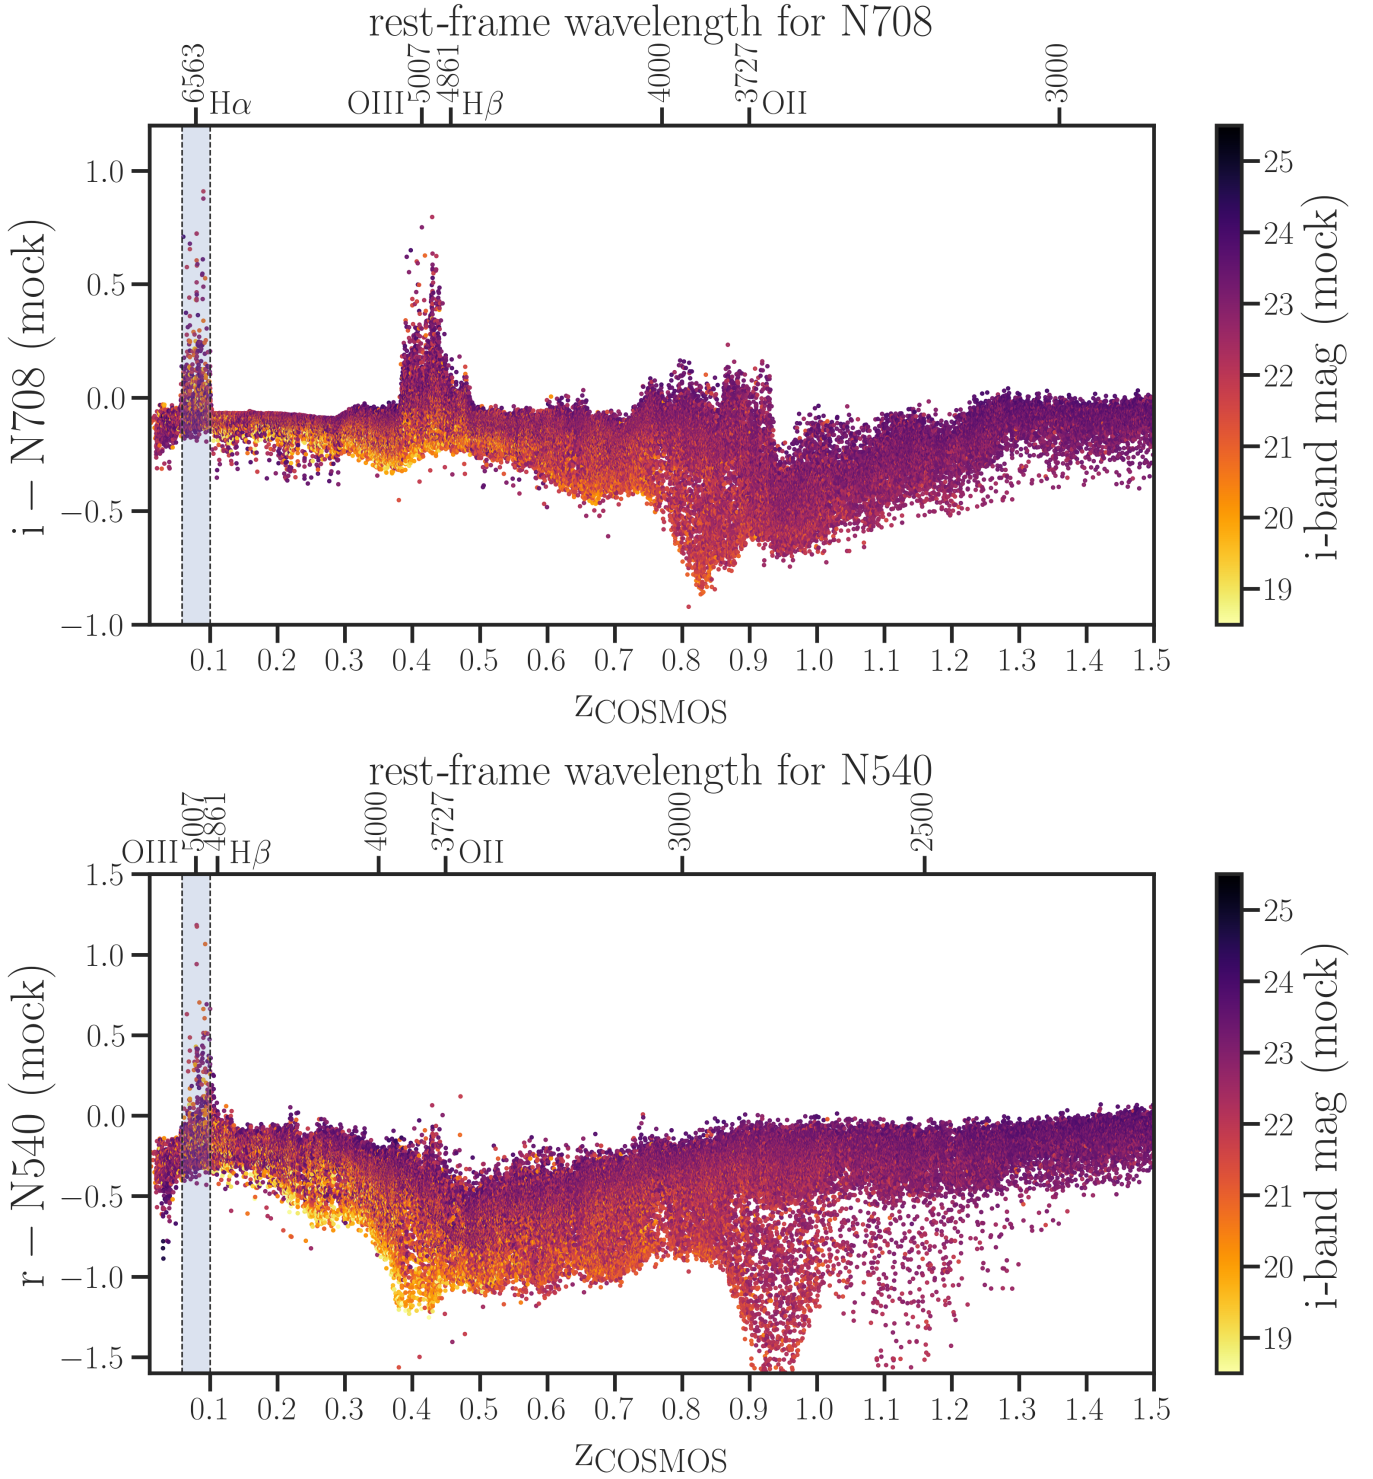 rest-frame wavelength for N708
6563 5007 4861 4000 3727 3000
Hα OIII Hβ OII
1.0
0.5
0.0
−0.5
−1.0
i − N708 (mock)
0.1 0.2 0.3 0.4 0.5 0.6 0.7 0.8 0.9 1.0 1.1 1.2 1.3 1.4 1.5
zCOSMOS
25
24
23
22
21
20
19
i-band mag (mock)
rest-frame wavelength for N540
5007 4861 4000 3727 3000 2500
OIII Hβ OII
1.5
1.0
0.5
0.0
−0.5
−1.0
−1.5
r − N540 (mock)
0.1 0.2 0.3 0.4 0.5 0.6 0.7 0.8 0.9 1.0 1.1 1.2 1.3 1.4 1.5
zCOSMOS
25
24
23
22
21
20
19
i-band mag (mock)